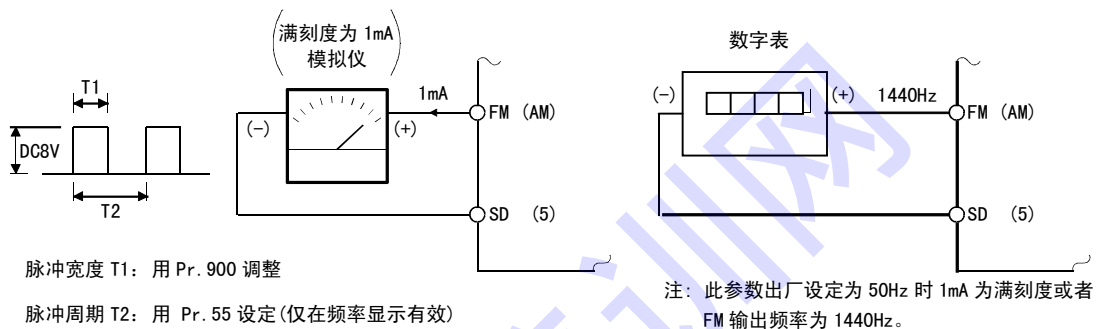 满刻度为 1mA
模拟仪
数字表
T1
1mA
FM (AM)
(-)
(+)
1440Hz
FM (AM)
DC8V
(-)
(+)
T2
SD (5)
SD (5)
脉冲宽度 T1：用 Pr.900 调整
脉冲周期 T2：用 Pr.55 设定(仅在频率显示有效)
注：此参数出厂设定为 50Hz 时 1mA 为满刻度或者
FM 输出频率为 1440Hz。
培训网